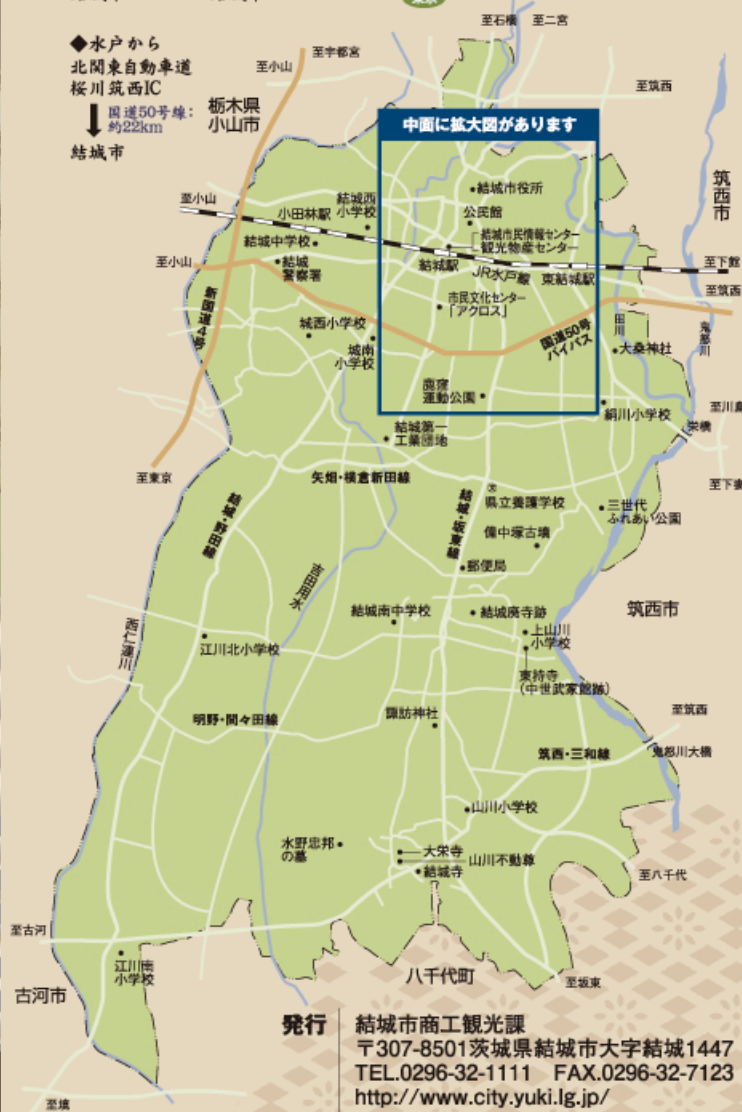 東京
至石橋
至二宮
◆水戸から
北関東自動車道
桜川筑西IC
国道50号線:
約22km
結城市
至宇都宮
至小山
栃木県
小山市
至筑西
中面に拡大図があります
筑西市
至小山
小田林駅
結城西
小学校
結城市役所
公民館
結城中学校
結城市民情報センター
観光物産センター
至小山
結城
警察署
結城駅
JR水戸線
東結城駅
至下館
至筑西
新国道4号
市民文化センター
「アクロス」
城西小学校
城南
小学校
国道50号
バイパス
田川
鬼怒川
大桑神社
鹿窪
運動公園
絹川小学校
結城第一
工業団地
栄橋
至東京
矢畑・横倉新田線
結城・野田線
結城・坂東線
県立養護学校
三世代
ふれあい公園
備中塚古墳
郵便局
吉田用水
筑西市
結城南中学校
結城廃寺跡
西仁連川
江川北小学校
上山川
小学校
東持寺
(中世武家館跡)
明野・間々田線
諏訪神社
至筑西
筑西・三和線
鬼怒川大橋
山川小学校
水野忠邦
の墓
大栄寺
山川不動尊
結城寺
至八千代
至古河
江川南
小学校
古河市
八千代町
至坂東
至境
発行
結城市商工観光課
〒307-8501茨城県結城市大字結城1447
TEL.0296-32-1111 FAX.0296-32-7123
http://www.city.yuki.lg.jp/